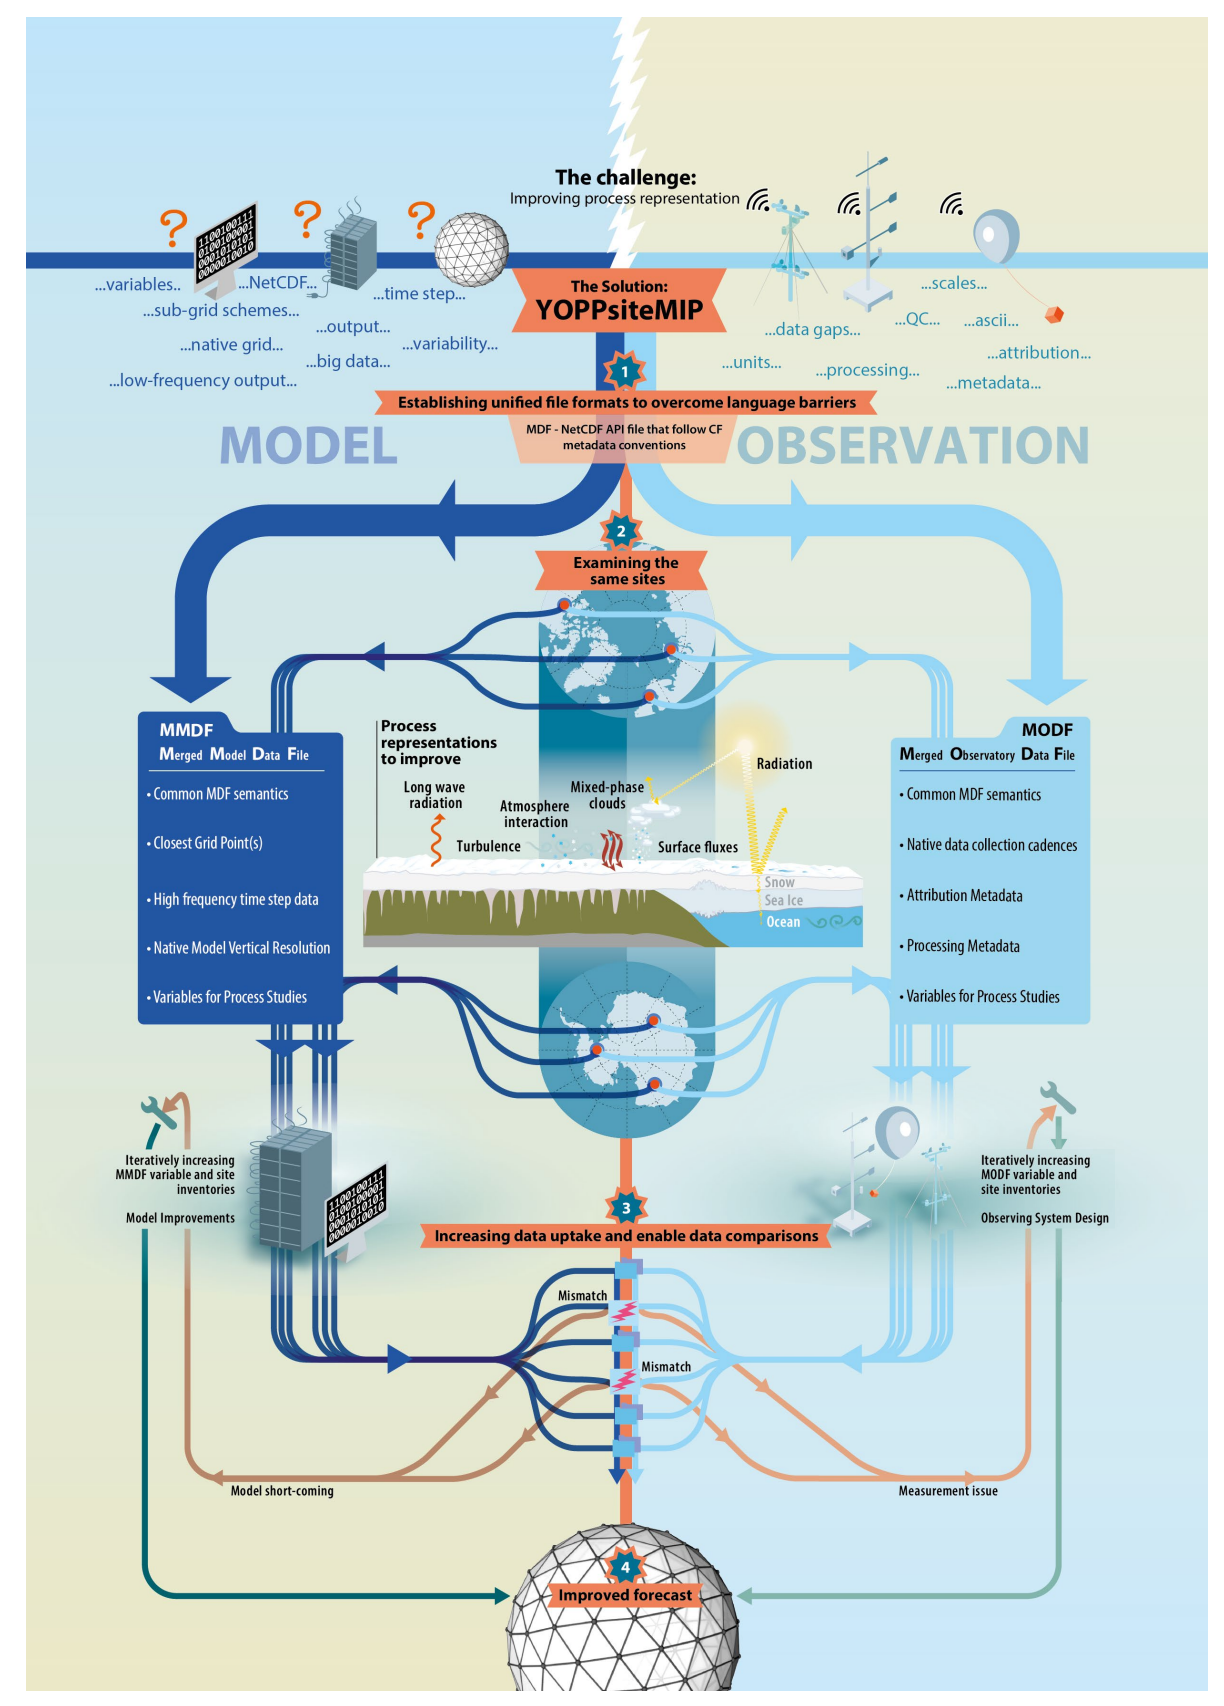 The challenge:
Improving process representation
?
?
?
1100100111
0100100001
0001010101
0000010010
...variables..
...NetCDF...
...sub-grid schemes...
...time step...
...output...
...native grid...
...variability...
...big data...
...low-frequency output...
The Solution:
YOPPsiteMIP
...scales...
...QC...
...ascii...
...data gaps...
...attribution...
...units...
...processing...
...metadata...
1
Establishing unified file formats to overcome language barriers
MDF - NetCDF API file that follow CF
metadata conventions
MODEL
OBSERVATION
2
Examining the
same sites
MMDF
Merged Model Data File
• Common MDF semantics
• Closest Grid Point(s)
• High frequency time step data
• Native Model Vertical Resolution
• Variables for Process Studies
Process
representations
to improve
Long wave
radiation
Atmosphere
interaction
Mixed-phase
clouds
Radiation
Turbulence
Surface fluxes
Snow
Sea Ice
Ocean
MODF
Merged Observatory Data File
• Common MDF semantics
• Native data collection cadences
• Attribution Metadata
• Processing Metadata
• Variables for Process Studies
Iteratively increasing
MMDF variable and site
inventories
Model Improvements
1100100111
0100100001
0001010101
0000010010
Iteratively increasing
MODF variable and
site inventories
Observing System Design
3
Increasing data uptake and enable data comparisons
Mismatch
Mismatch
Model short-coming
Measurement issue
4
Improved forecast